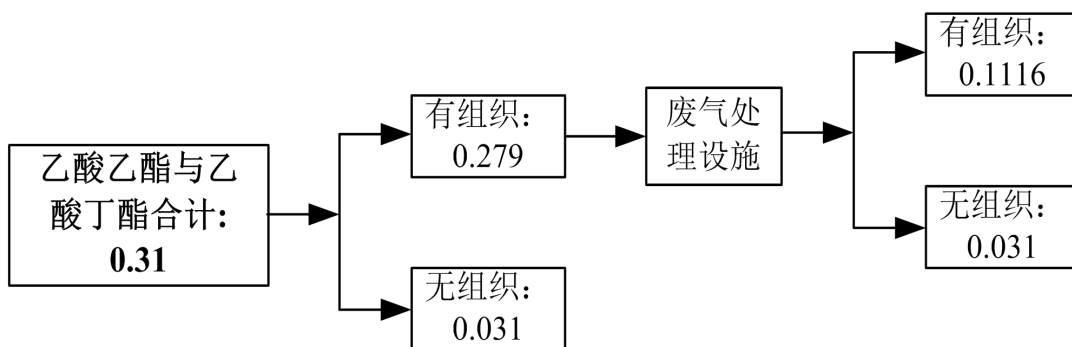 乙酸乙酯与乙
酸丁酯合计:
0.31
有组织:
0.279
无组织:
0.031
废气处
理设施
有组织:
0.1116
无组织:
0.031